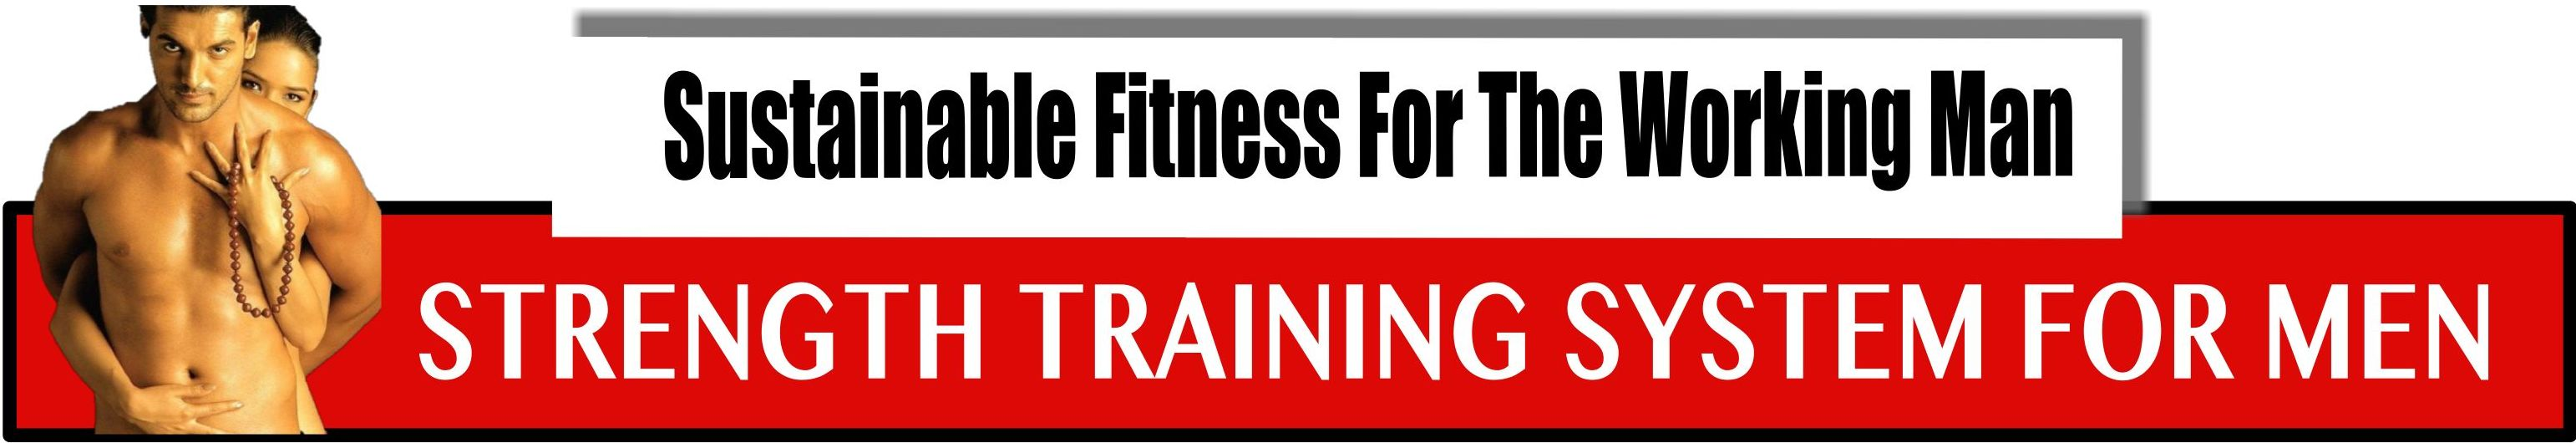 Sustainable Fitness For The Working Man
STRENGTH TRAINING SYSTEM FOR MEN